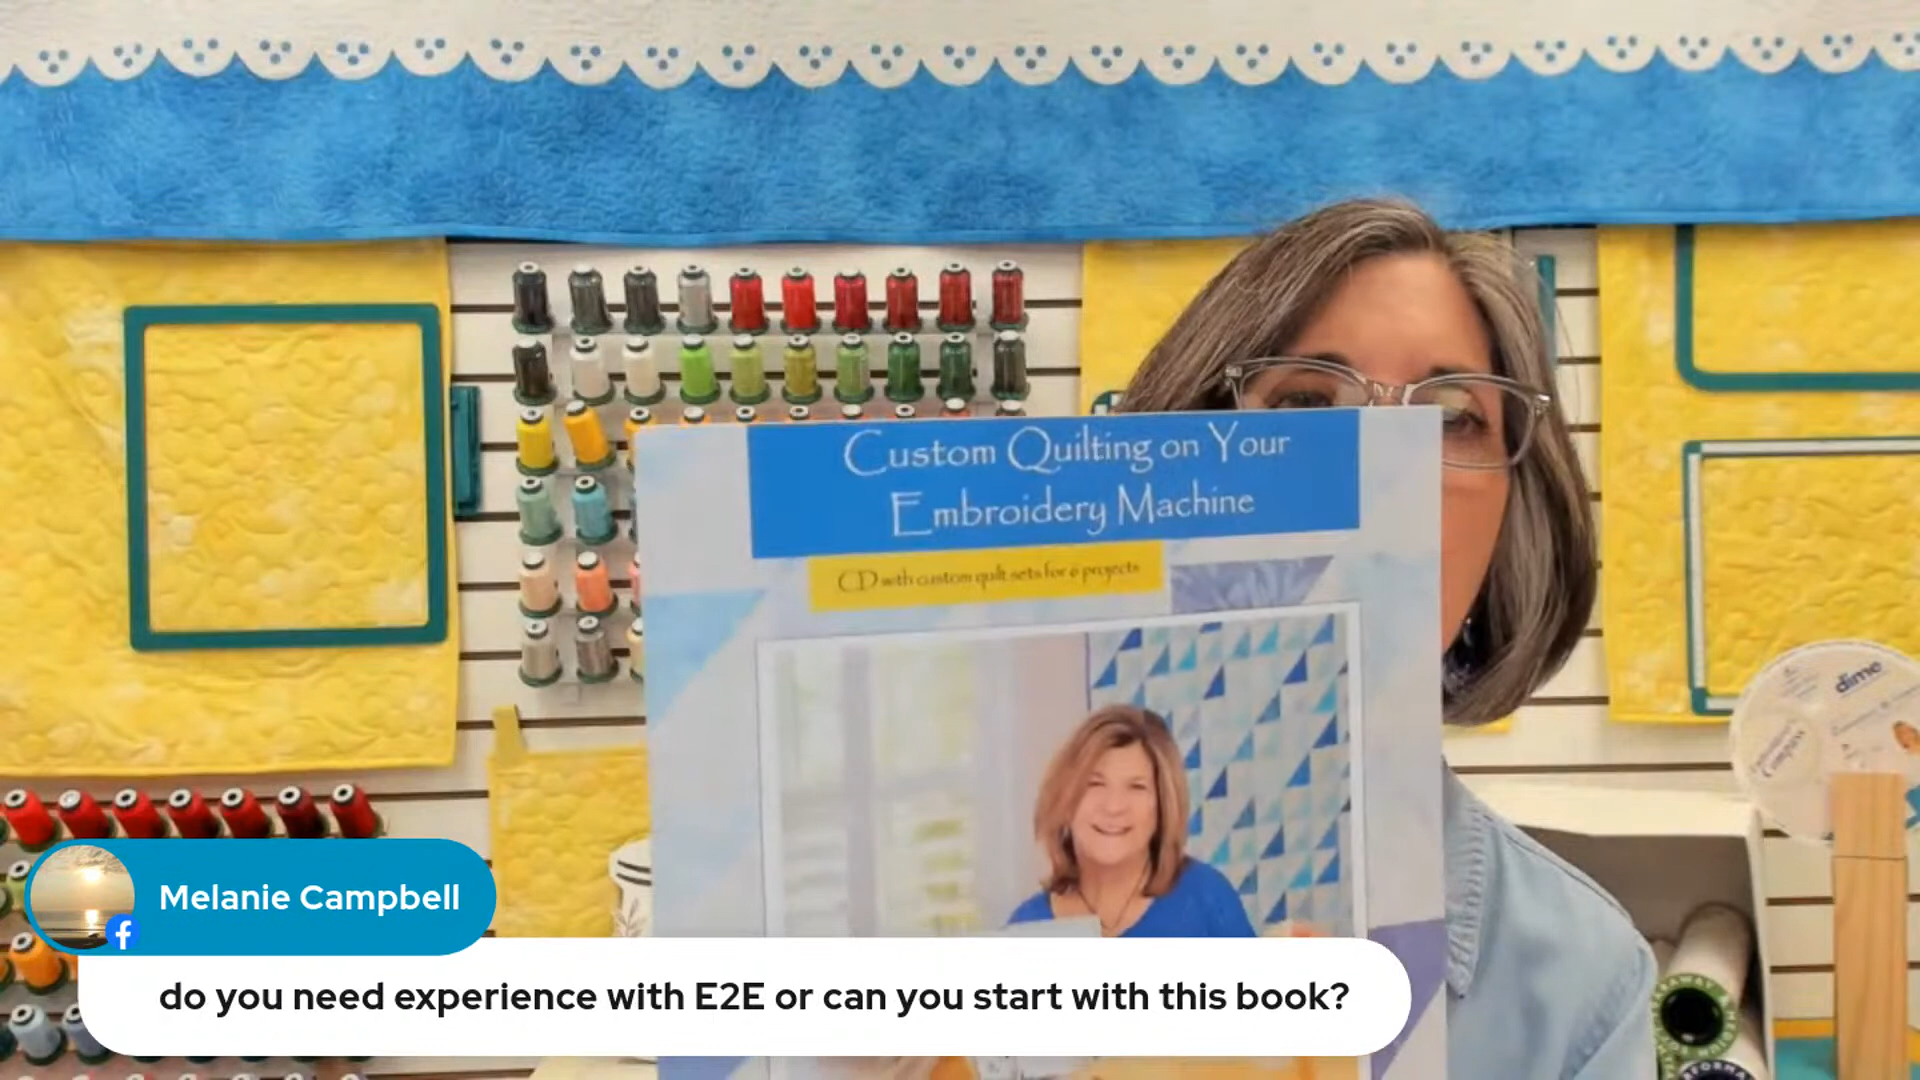 Custom Quilting on Your
Embroidery Machine
CD with custom quilt sets for 6 projects
dime
Melanie Campbell
do you need experience with E2E or can you start with this book?